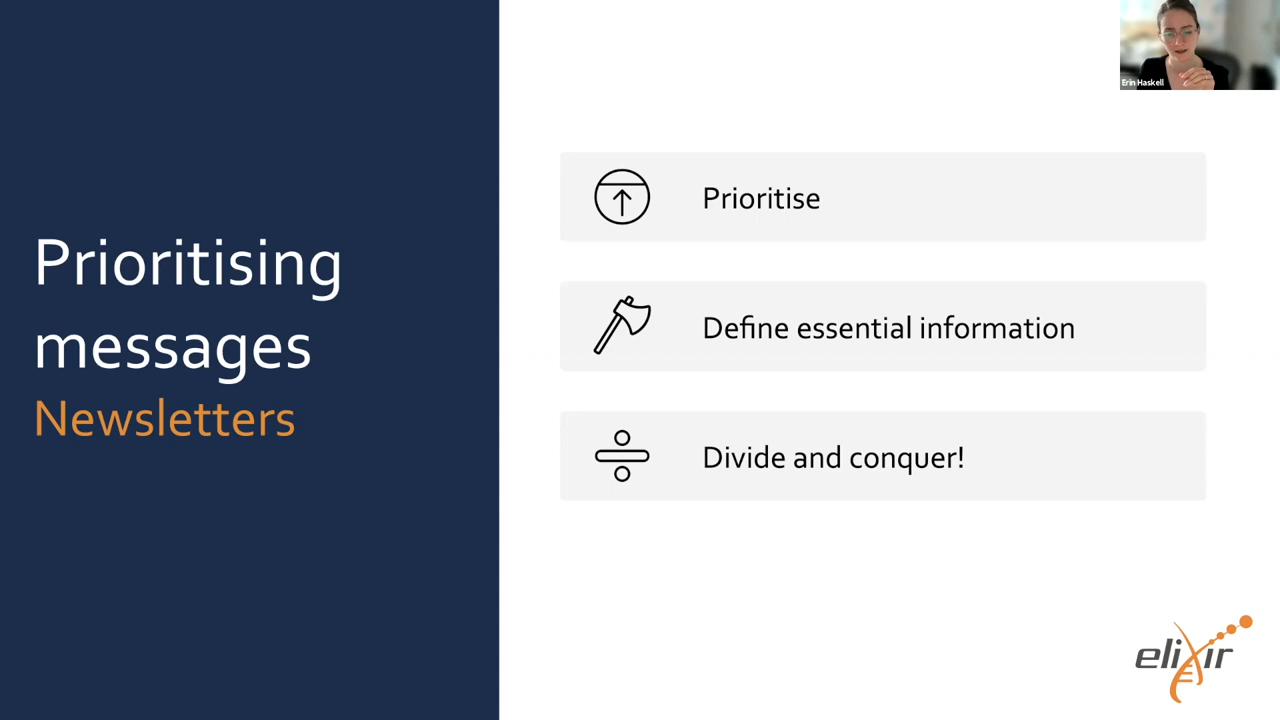 Erin Haskell
Prioritising
messages
Newsletters
Prioritise
Define essential information
Divide and conquer!
elixir